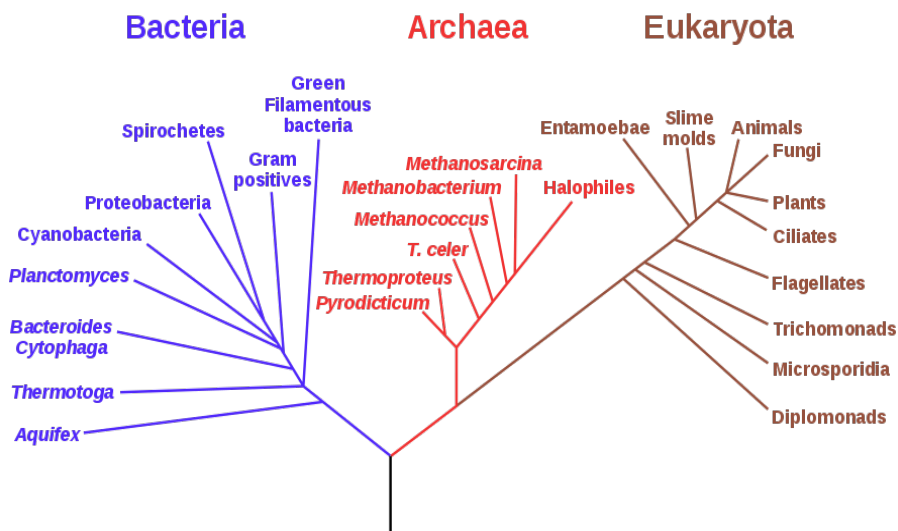 Bacteria
Archaea
Eukaryota
Green
Filamentous
bacteria
Spirochetes
Gram
positives
Proteobacteria
Cyanobacteria
Planctomyces
Bacteroides
Cytophaga
Thermotoga
Aquifex
Methanosarcina
Methanobacterium
Halophiles
Methanococcus
T. celer
Thermoproteus
Pyrodicticum
Entamoebae
Slime
molds
Animals
Fungi
Plants
Ciliates
Flagellates
Trichomonads
Microsporidia
Diplomonads